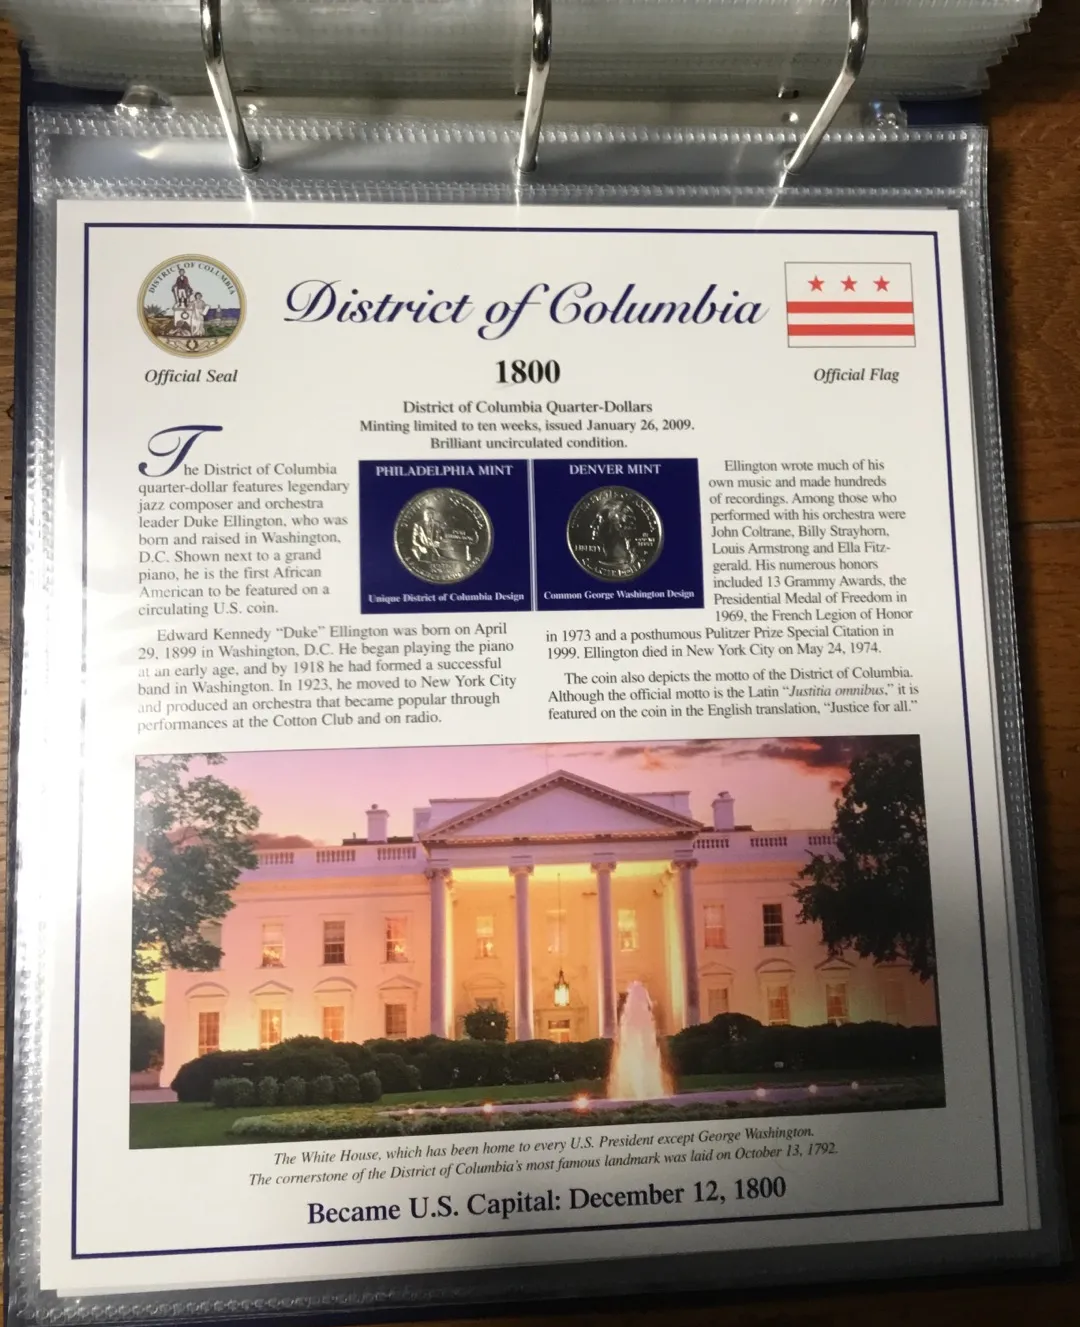 DISTRICT OF COLUMBIA
District of Columbia
Official Seal
1800
Official Flag
District of Columbia Quarter-Dollars
Minting limited to ten weeks, issued January 26, 2009.
Brilliant uncirculated condition.
The District of Columbia
quarter-dollar features legendary
jazz composer and orchestra
leader Duke Ellington, who was
born and raised in Washington,
D.C. Shown next to a grand
piano, he is the first African
American to be featured on a
circulating U.S. coin.
PHILADELPHIA MINT
Unique District of Columbia Design
DENVER MINT
LIBERTY
Common George Washington Design
Edward Kennedy “Duke” Ellington was born on April
29, 1899 in Washington, D.C. He began playing the piano
at an early age, and by 1918 he had formed a successful
band in Washington. In 1923, he moved to New York City
and produced an orchestra that became popular through
performances at the Cotton Club and on radio.
Ellington wrote much of his
own music and made hundreds
of recordings. Among those who
performed with his orchestra were
John Coltrane, Billy Strayhorn,
Louis Armstrong and Ella Fitz-
gerald. His numerous honors
included 13 Grammy Awards, the
Presidential Medal of Freedom in
1969, the French Legion of Honor
in 1973 and a posthumous Pulitzer Prize Special Citation in
1999. Ellington died in New York City on May 24, 1974.
The coin also depicts the motto of the District of Columbia.
Although the official motto is the Latin “Justitia omnibus,” it is
featured on the coin in the English translation, “Justice for all.”
The White House, which has been home to every U.S. President except George Washington.
The cornerstone of the District of Columbia's most famous landmark was laid on October 13, 1792.
Became U.S. Capital: December 12, 1800